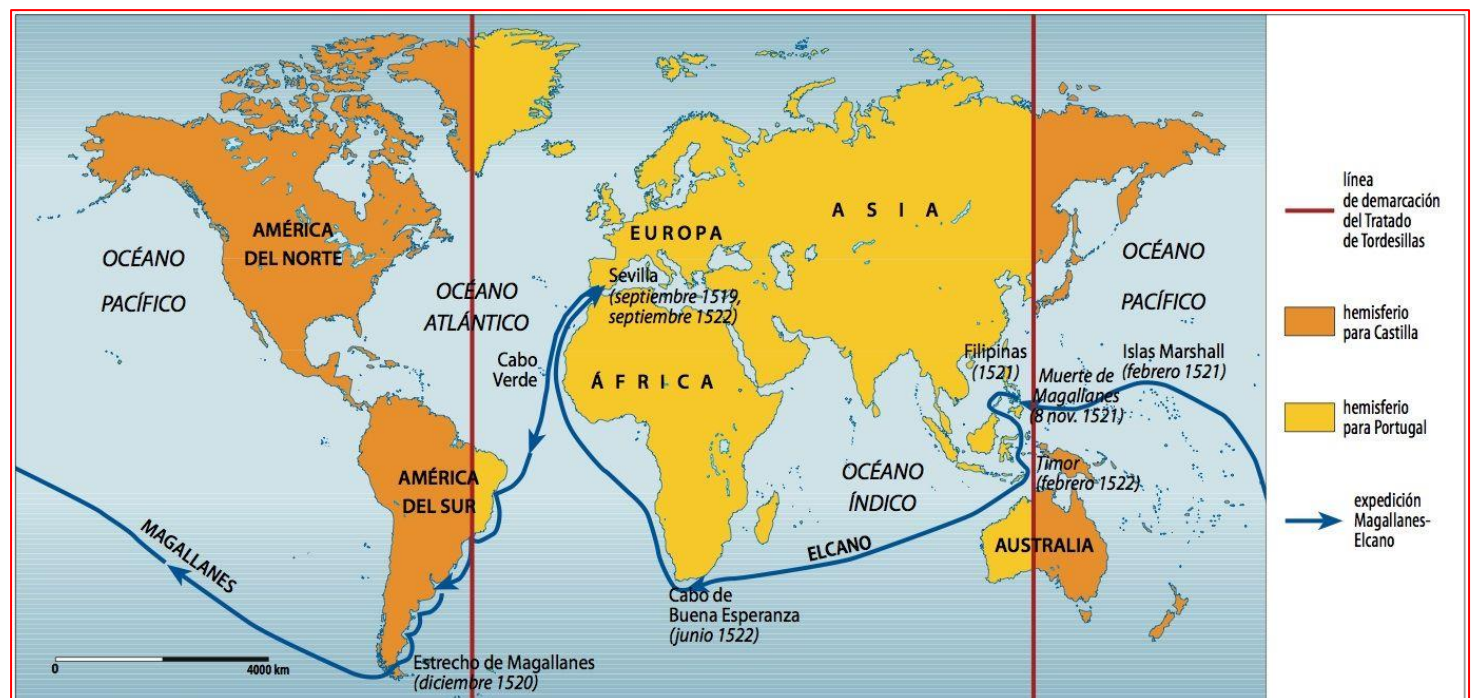 AMÉRICA
DEL NORTE
OCÉANO
PACÍFICO
OCÉANO
ATLÁNTICO
EUROPA
ASIA
Sevilla
(septiembre 1519,
septiembre 1522)
Cabo
Verde
ÁFRICA
OCÉANO
PACÍFICO
Filipinas
(1521)
Islas Marshall
(febrero 1521)
Muerte de
Magallanes
(8 nov. 1521)
AMÉRICA
DEL SUR
OCÉANO
ÍNDICO
Timor
(febrero 1522)
MAGALLANES
ELCANO
AUSTRALIA
Cabo de
Buena Esperanza
(junio 1522)
Estrecho de Magallanes
(diciembre 1520)
0 4000 km
línea
de demarcación
del Tratado
de Tordesillas
hemisferio
para Castilla
hemisferio
para Portugal
expedición
Magallanes-
Elcano